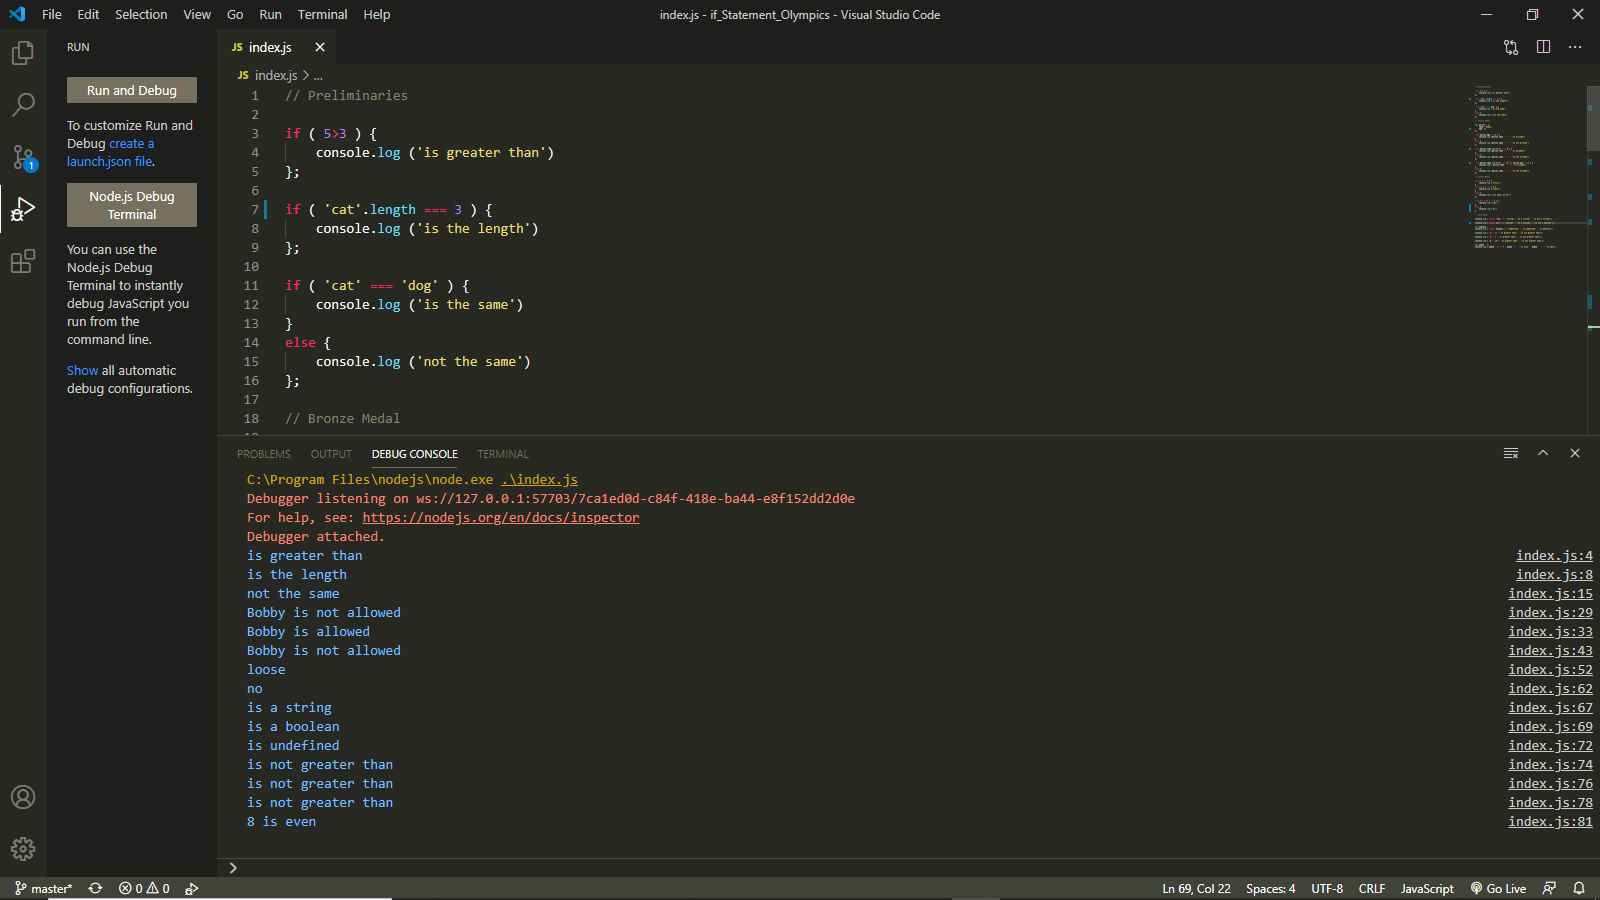 File Edit Selection View Go Run Terminal Help
index.js - if_Statement_Olympics - Visual Studio Code
RUN
Run and Debug
To customize Run and
Debug create a
launch.json file.
Node.js Debug
Terminal
You can use the
Node.js Debug
Terminal to instantly
debug JavaScript you
run from the
command line.
Show all automatic
debug configurations.
1
JS index.js
JS index.js > ...
1 // Preliminaries
2
3 if ( 5>3 ) {
4 console.log ('is greater than')
5 };
6
7 if ( 'cat'.length === 3 ) {
8 console.log ('is the length')
9 };
10
11 if ( 'cat' === 'dog' ) {
12 console.log ('is the same')
13 }
14 else {
15 console.log ('not the same')
16 };
17
18 // Bronze Medal
PROBLEMS OUTPUT DEBUG CONSOLE TERMINAL
C:\Program Files\nodejs\node.exe .\index.js
Debugger listening on ws://127.0.0.1:57703/7ca1ed0d-c84f-418e-ba44-e8f152dd2d0e
For help, see: https://nodejs.org/en/docs/inspector
Debugger attached.
is greater than index.js:4
is the length index.js:8
not the same index.js:15
Bobby is not allowed index.js:29
Bobby is allowed index.js:33
Bobby is not allowed index.js:43
loose index.js:52
no index.js:62
is a string index.js:67
is a boolean index.js:69
is undefined index.js:72
is not greater than index.js:74
is not greater than index.js:76
is not greater than index.js:78
8 is even index.js:81
master* 0 0 Ln 69, Col 22 Spaces: 4 UTF-8 CRLF JavaScript Go Live